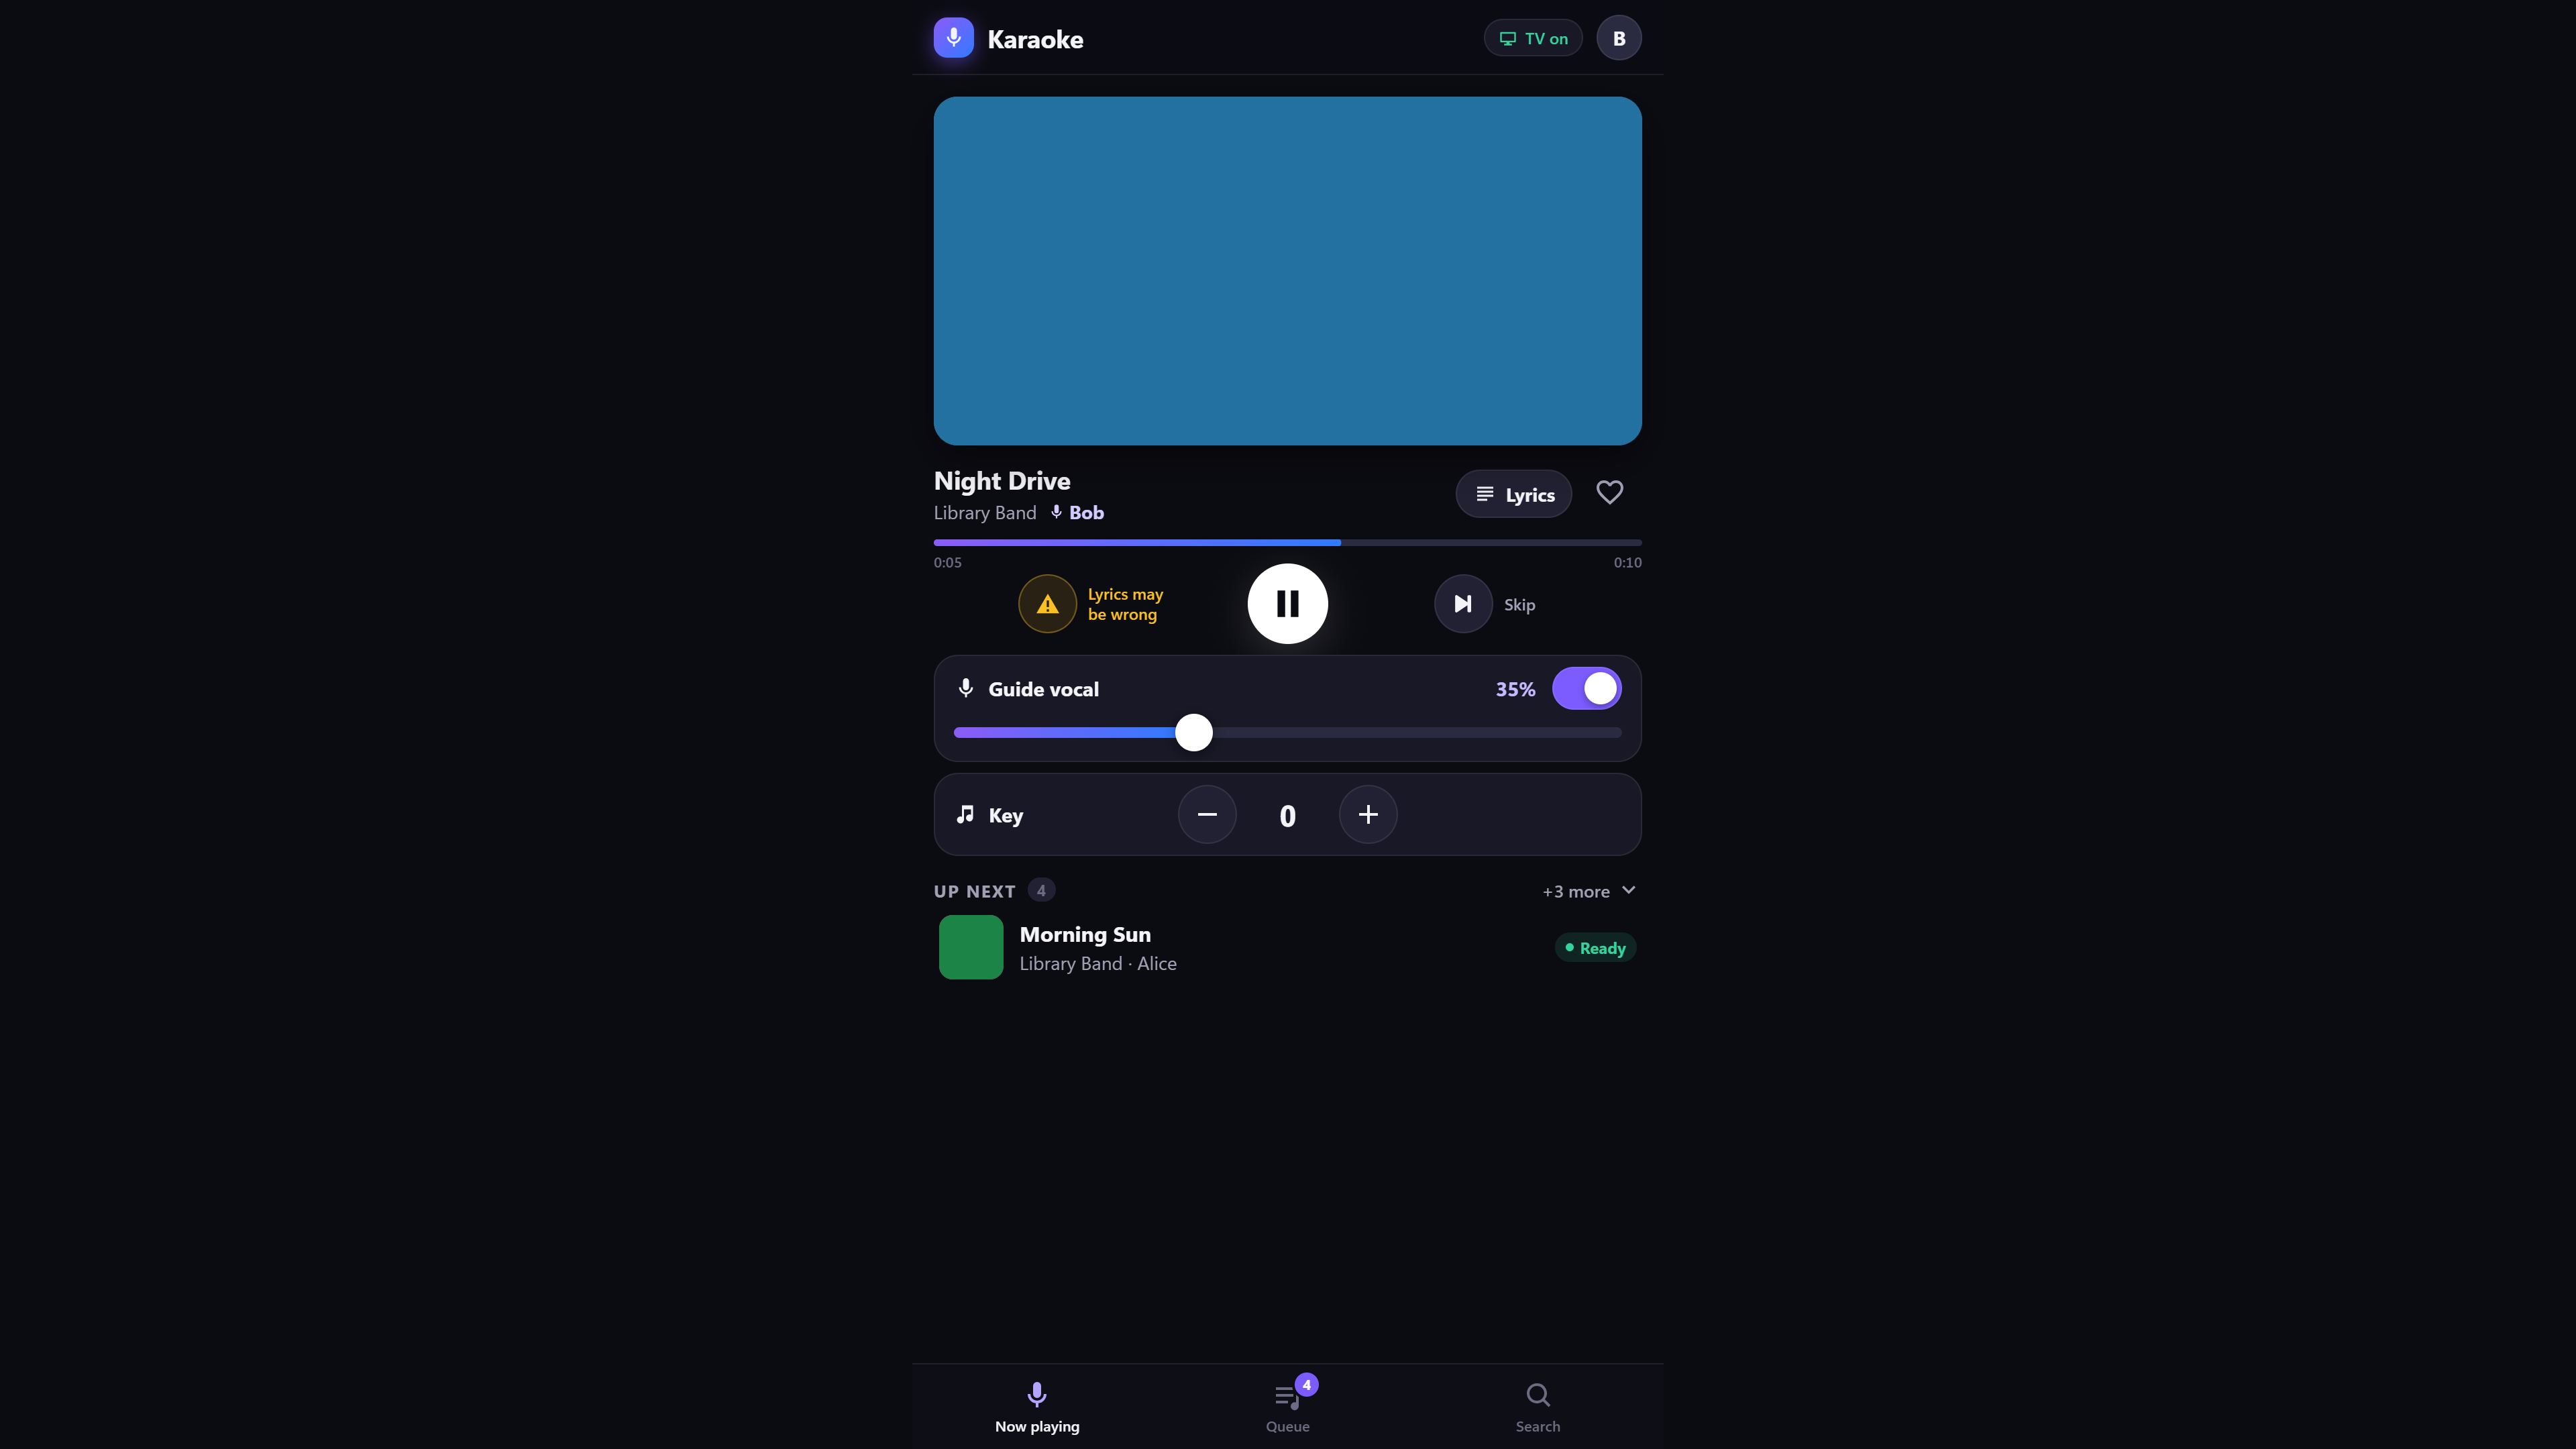 Karaoke
TV on
B
Night Drive
Library Band Bob
Lyrics
0:05
0:10
Lyrics may
be wrong
Skip
Guide vocal
35%
Key
0
UP NEXT 4
+3 more
Morning Sun
Library Band · Alice
Ready
Now playing
4
Queue
Search